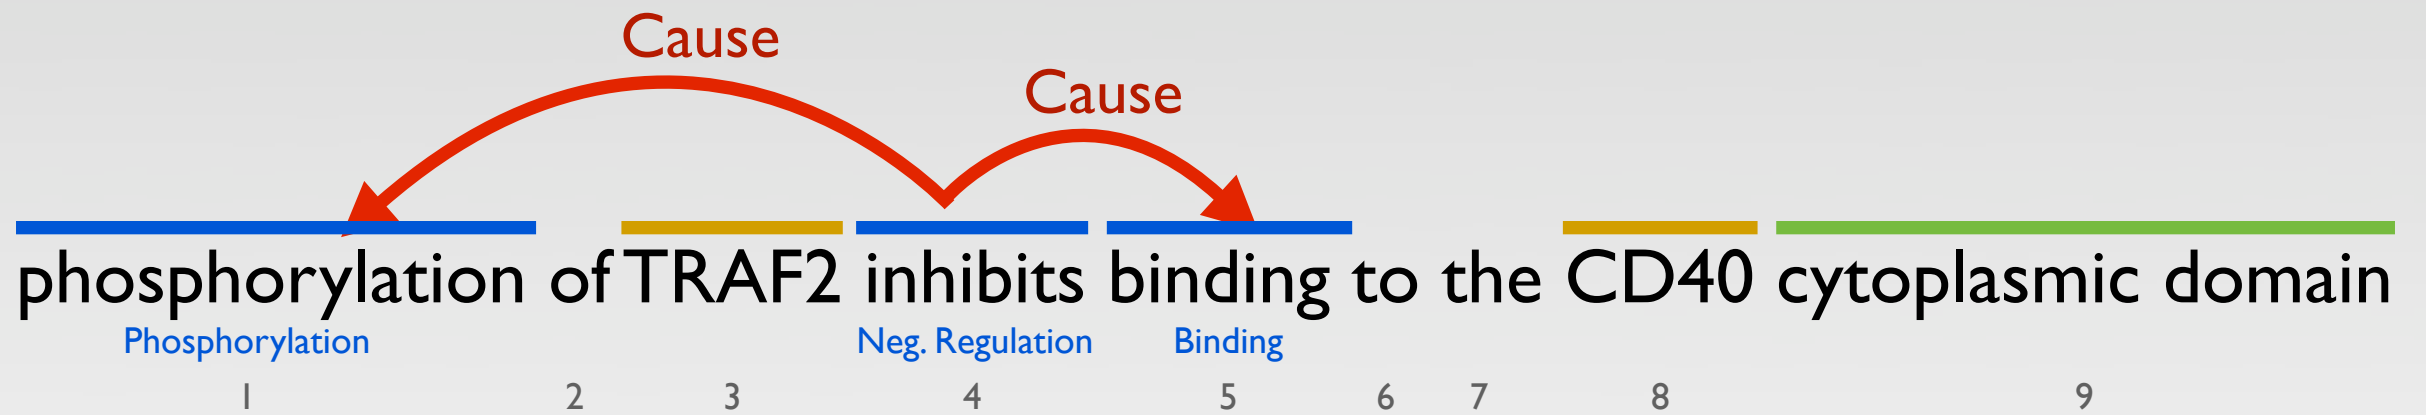 Cause
Cause
phosphorylation of TRAF2 inhibits binding to the CD40 cytoplasmic domain
Phosphorylation Neg. Regulation Binding
1 2 3 4 5 6 7 8 9